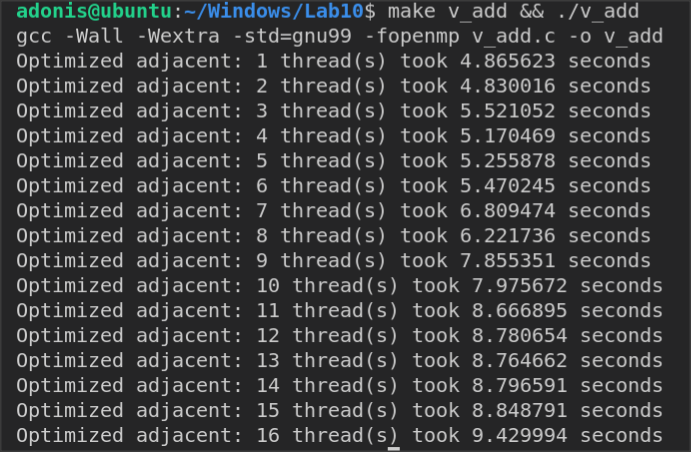 adonis@ubuntu:~/Windows/Lab10$ make v_add && ./v_add
gcc -Wall -Wextra -std=gnu99 -fopenmp v_add.c -o v_add
Optimized adjacent: 1 thread(s) took 4.865623 seconds
Optimized adjacent: 2 thread(s) took 4.830016 seconds
Optimized adjacent: 3 thread(s) took 5.521052 seconds
Optimized adjacent: 4 thread(s) took 5.170469 seconds
Optimized adjacent: 5 thread(s) took 5.255878 seconds
Optimized adjacent: 6 thread(s) took 5.470245 seconds
Optimized adjacent: 7 thread(s) took 6.809474 seconds
Optimized adjacent: 8 thread(s) took 6.221736 seconds
Optimized adjacent: 9 thread(s) took 7.855351 seconds
Optimized adjacent: 10 thread(s) took 7.975672 seconds
Optimized adjacent: 11 thread(s) took 8.666895 seconds
Optimized adjacent: 12 thread(s) took 8.780654 seconds
Optimized adjacent: 13 thread(s) took 8.764662 seconds
Optimized adjacent: 14 thread(s) took 8.796591 seconds
Optimized adjacent: 15 thread(s) took 8.848791 seconds
Optimized adjacent: 16 thread(s) took 9.429994 seconds